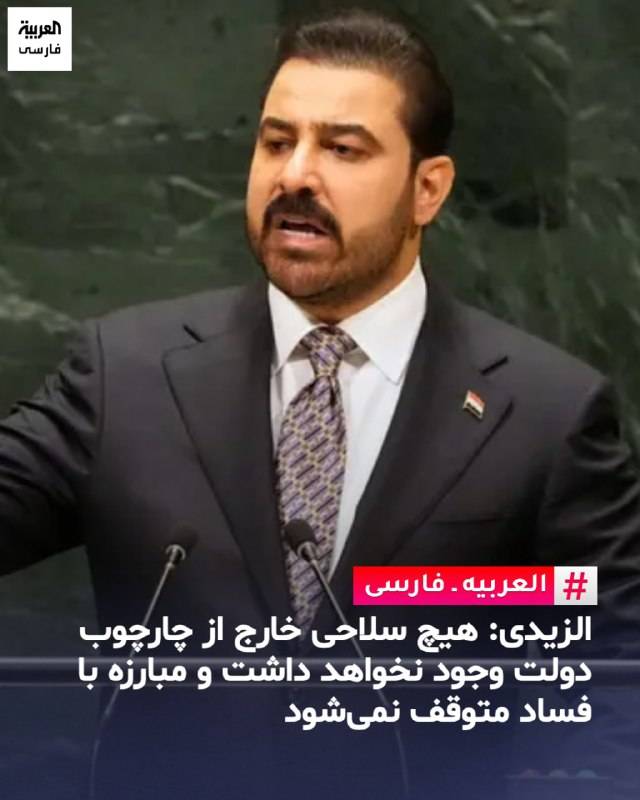 العربية
فارسی
# العربیه ـ فارسی
الزیدی: هیچ سلاحی خارج از چارچوب
دولت وجود نخواهد داشت و مبارزه با
فساد متوقف نمی‌شود